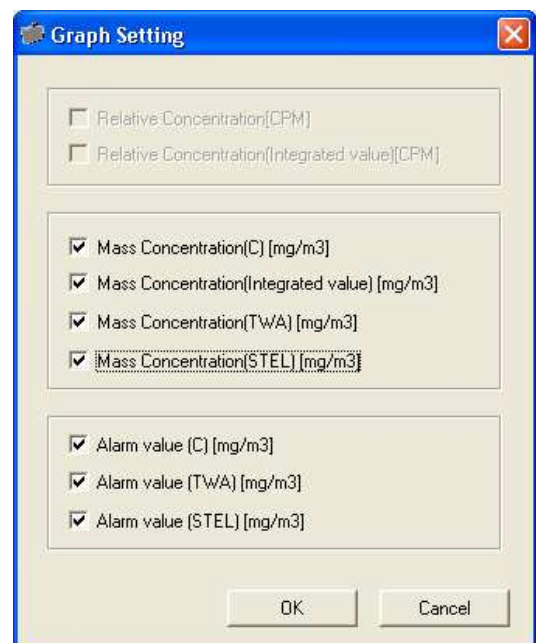 Graph Setting
Relative Concentration[CPM]
Relative Concentration(Integrated value)[CPM]
Mass Concentration(C) [mg/m3]
Mass Concentration(Integrated value) [mg/m3]
Mass Concentration(TWA) [mg/m3]
Mass Concentration(STEL) [mg/m3]
Alarm value (C) [mg/m3]
Alarm value (TWA) [mg/m3]
Alarm value (STEL) [mg/m3]
OK Cancel